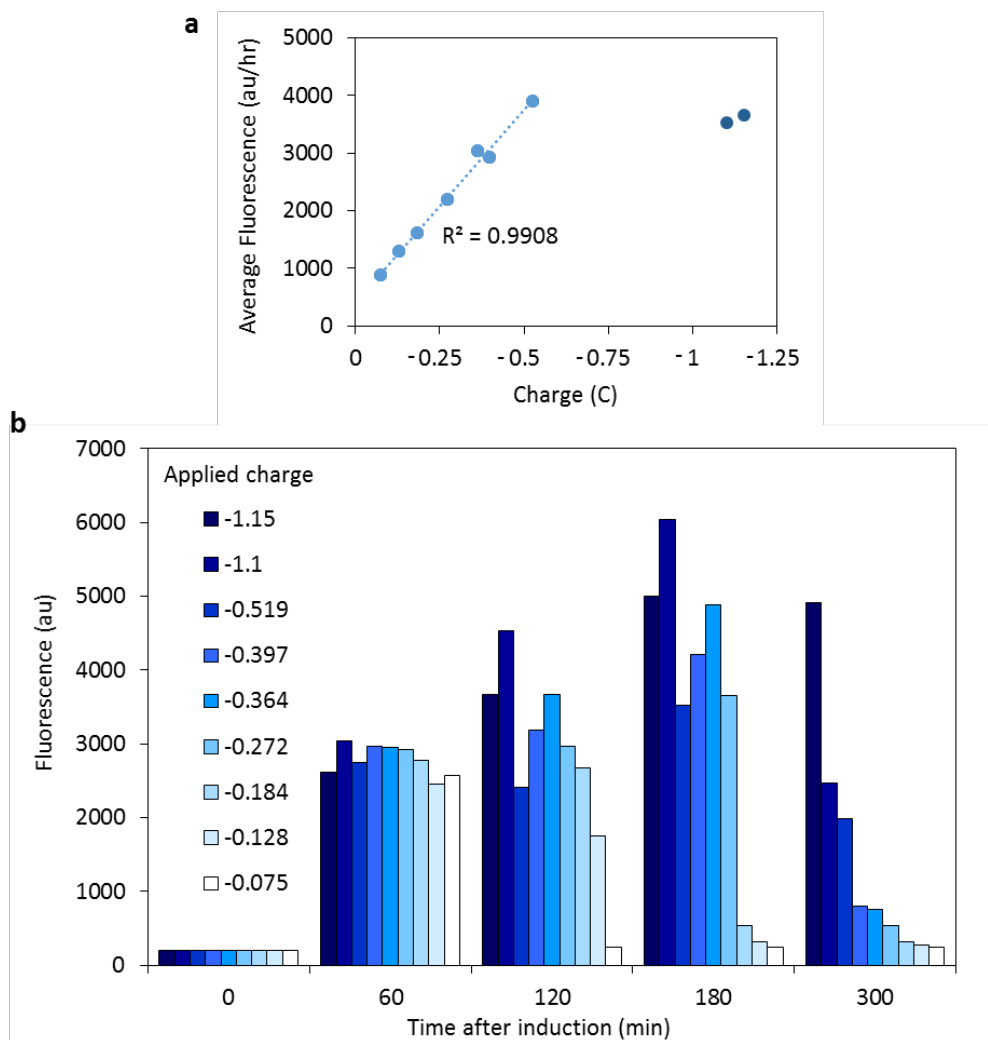 a
Average Fluorescence (au/hr)
5000
4000
3000
2000
1000
0
R² = 0.9908
0 -0.25 -0.5 -0.75 -1 -1.25
Charge (C)
b
Fluorescence (au)
7000
6000
5000
4000
3000
2000
1000
0
Applied charge
-1.15
-1.1
-0.519
-0.397
-0.364
-0.272
-0.184
-0.128
-0.075
0 60 120 180 300
Time after induction (min)